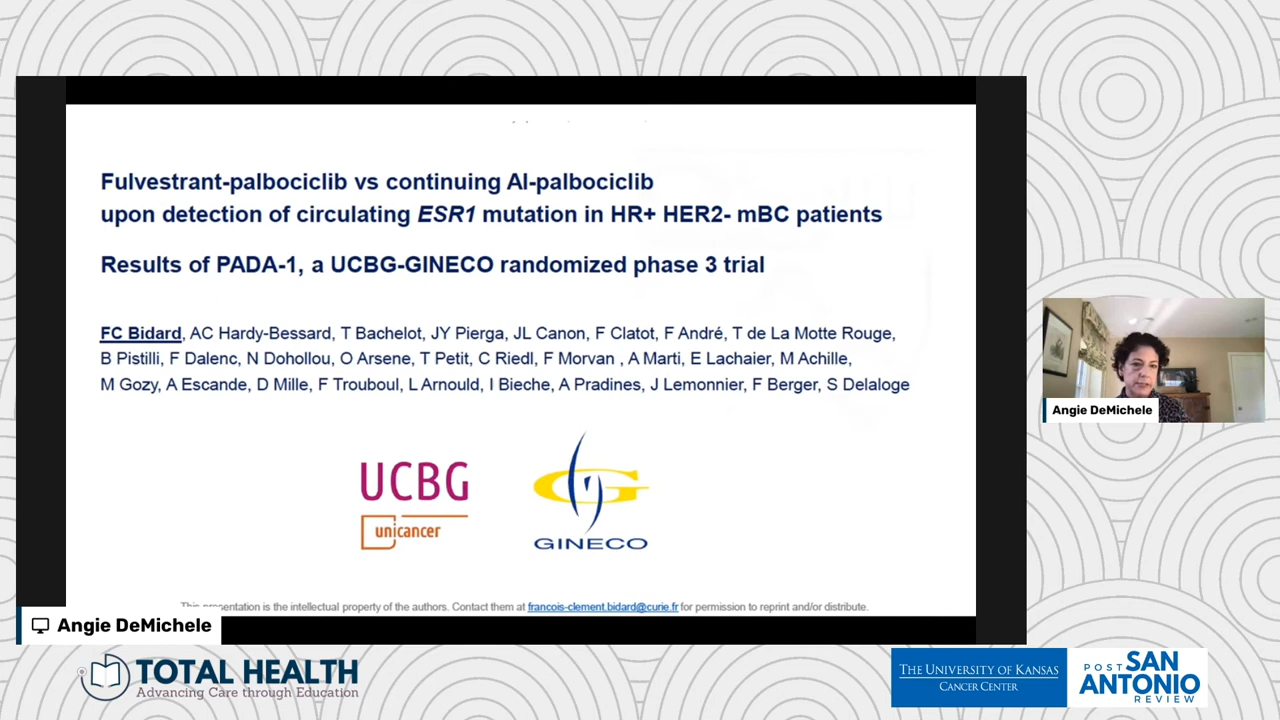 Fulvestrant-palbociclib vs continuing AI-palbociclib
upon detection of circulating ESR1 mutation in HR+ HER2- mBC patients
Results of PADA-1, a UCBG-GINECO randomized phase 3 trial
FC Bidard, AC Hardy-Bessard, T Bachelot, JY Pierga, JL Canon, F Clatot, F André, T de La Motte Rouge,
B Pistilli, F Dalenc, N Dohollou, O Arsene, T Petit, C Riedl, F Morvan , A Marti, E Lachaier, M Achille,
M Gozy, A Escande, D Mille, F Trouboul, L Arnould, I Bieche, A Pradines, J Lemonnier, F Berger, S Delaloge
UCBG
unicancer
GINECO
This presentation is the intellectual property of the authors. Contact them at francois-clement.bidard@curie.fr for permission to reprint and/or distribute.
Angie DeMichele
Angie DeMichele
TOTAL HEALTH
Advancing Care through Education
THE UNIVERSITY OF KANSAS
CANCER CENTER
POST SAN
ANTONIO
REVIEW